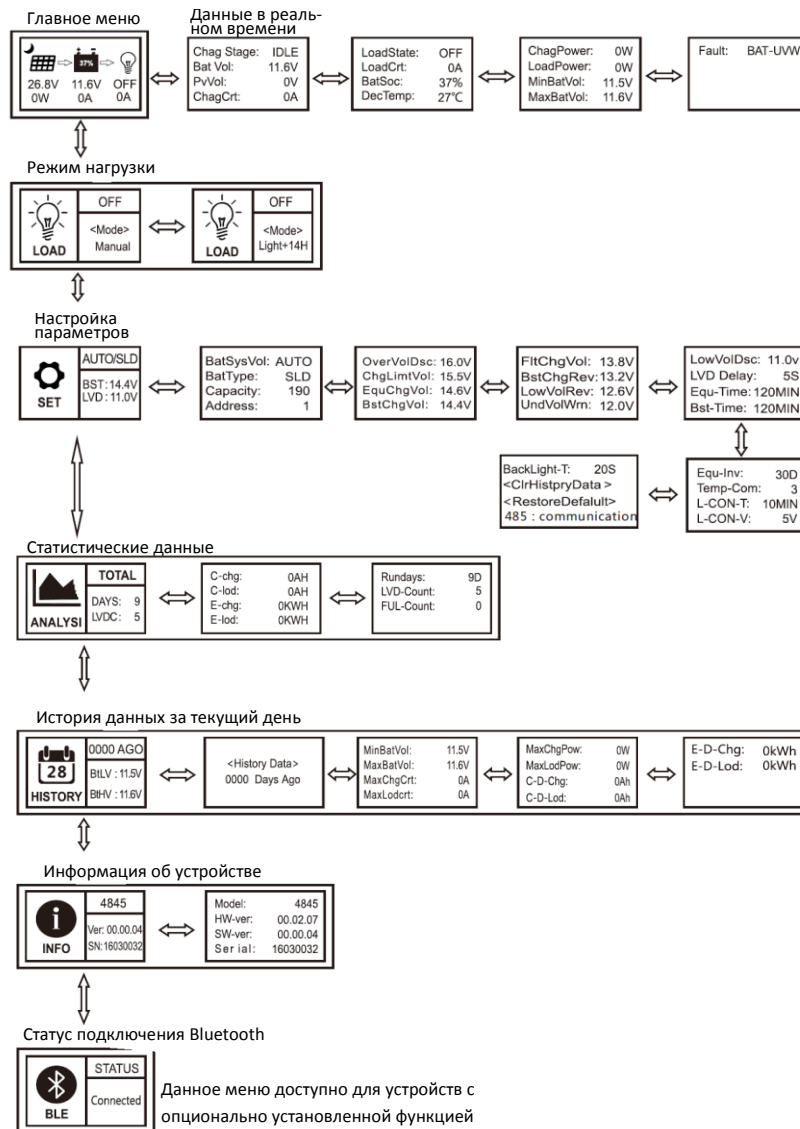 Главное меню
Данные в реаль-
ном времени
37%
26.8V 11.6V OFF
0W 0A 0A
Chag Stage: IDLE
Bat Vol: 11.6V
PvVol: 0V
ChagCrt: 0A
LoadState: OFF
LoadCrt: 0A
BatSoc: 37%
DecTemp: 27℃
ChagPower: 0W
LoadPower: 0W
MinBatVol: 11.5V
MaxBatVol: 11.6V
Fault: BAT-UVW
Режим нагрузки
LOAD
OFF
<Mode>
Manual
LOAD
OFF
<Mode>
Light+14H
Настройка
параметров
SET
AUTO/SLD
BST:14.4V
LVD:11.0V
BatSysVol: AUTO
BatType: SLD
Capacity: 190
Address: 1
OverVolDsc: 16.0V
ChgLimtVol: 15.5V
EquChgVol: 14.6V
BstChgVol: 14.4V
FltChgVol: 13.8V
BstChgRev:13.2V
LowVolRev: 12.6V
UndVolWrn: 12.0V
LowVolDsc: 11.0v
LVD Delay: 5S
Equ-Time:120MIN
Bst-Time: 120MIN
BackLight-T: 20S
<ClrHistpryData >
<RestoreDefalult>
485 : communication
Equ-Inv: 30D
Temp-Com: 3
L-CON-T: 10MIN
L-CON-V: 5V
Статистические данные
ANALYSI
TOTAL
DAYS: 9
LVDC: 5
C-chg: 0AH
C-lod: 0AH
E-chg: 0KWH
E-lod: 0KWH
Rundays: 9D
LVD-Count: 5
FUL-Count: 0
История данных за текущий день
28
HISTORY
0000 AGO
BtLV : 11.5V
BtHV : 11.6V
<History Data>
0000 Days Ago
MinBatVol: 11.5V
MaxBatVol: 11.6V
MaxChgCrt: 0A
MaxLodcrt: 0A
MaxChgPow: 0W
MaxLodPow: 0W
C-D-Chg: 0Ah
C-D-Lod: 0Ah
E-D-Chg: 0kWh
E-D-Lod: 0kWh
Информация об устройстве
i
INFO
4845
Ver: 00.00.04
SN:16030032
Model: 4845
HW-ver: 00.02.07
SW-ver: 00.00.04
Serial: 16030032
Статус подключения Bluetooth
BLE
STATUS
Connected
Данное меню доступно для устройств с
опционально установленной функцией